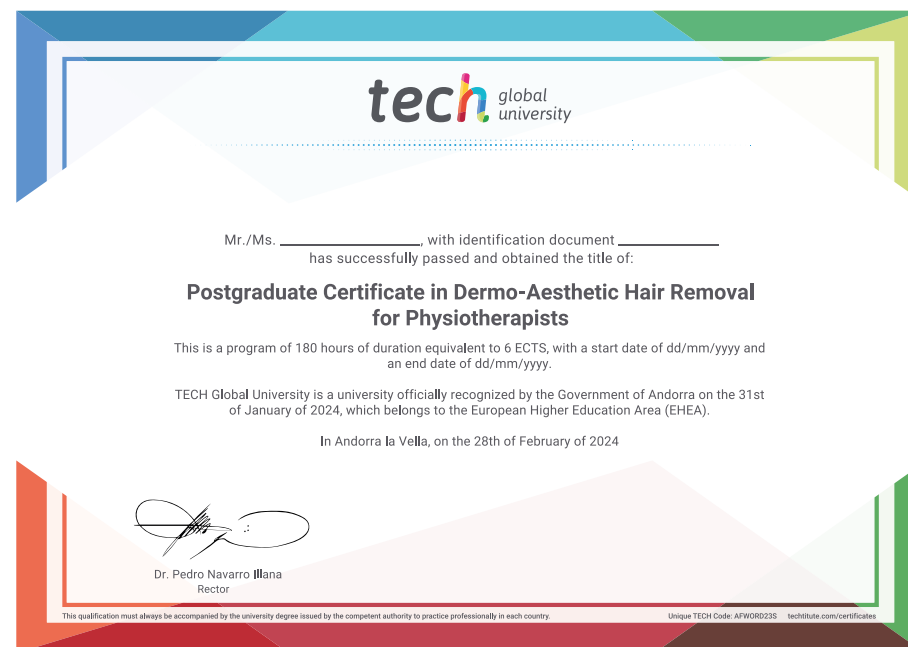 tech global
university
Mr./Ms. ____________________, with identification document ______________
has successfully passed and obtained the title of:
Postgraduate Certificate in Dermo-Aesthetic Hair Removal
for Physiotherapists
This is a program of 180 hours of duration equivalent to 6 ECTS, with a start date of dd/mm/yyyy and
an end date of dd/mm/yyyy.
TECH Global University is a university officially recognized by the Government of Andorra on the 31st
of January of 2024, which belongs to the European Higher Education Area (EHEA).
In Andorra la Vella, on the 28th of February of 2024
Dr. Pedro Navarro Illana
Rector
This qualification must always be accompanied by the university degree issued by the competent authority to practice professionally in each country.
Unique TECH Code: AFWORD23S techtitute.com/certificates